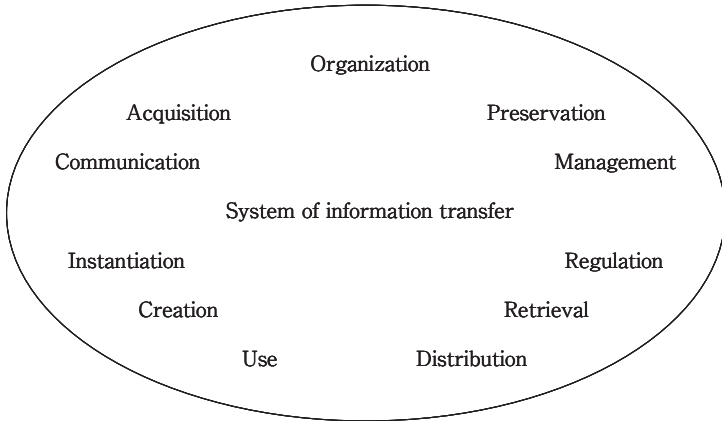 Organization
Acquisition Preservation
Communication Management
System of information transfer
Instantiation Regulation
Creation Retrieval
Use Distribution